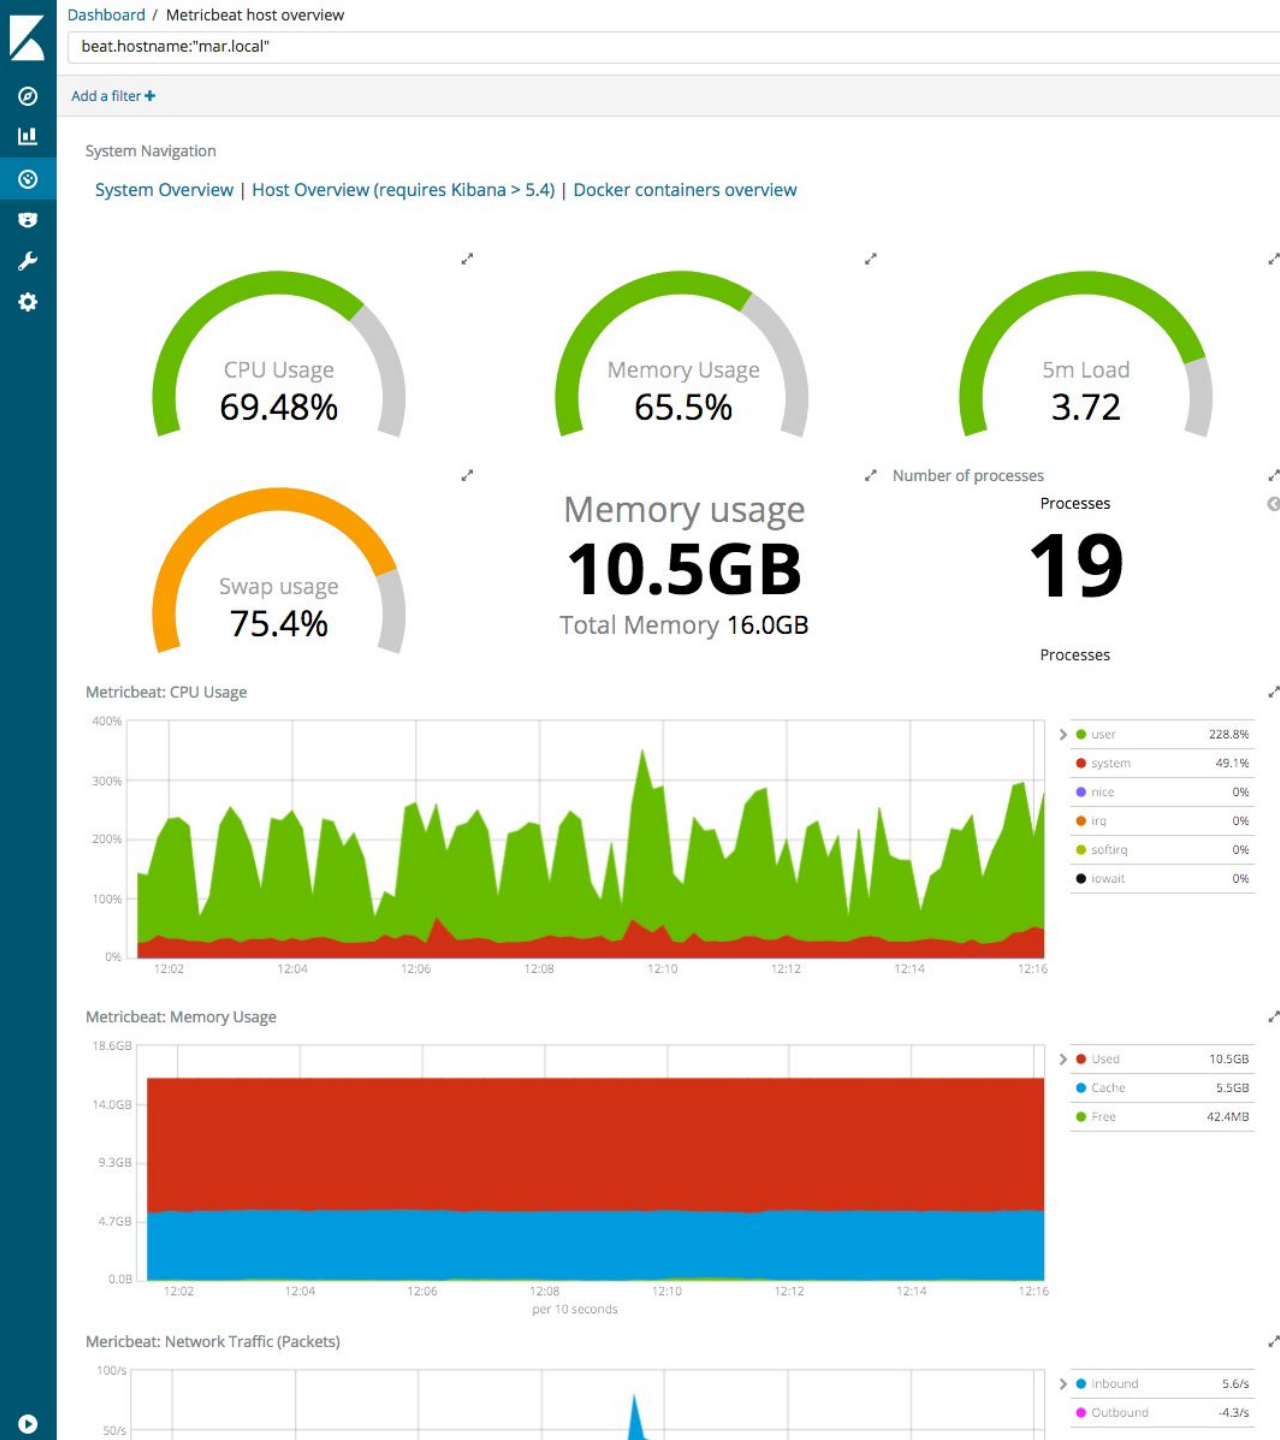 Dashboard / Metricbeat host overview
beat.hostname:"mar.local"
Add a filter +
System Navigation
System Overview | Host Overview (requires Kibana > 5.4) | Docker containers overview
CPU Usage
69.48%
Memory Usage
65.5%
5m Load
3.72
Swap usage
75.4%
Memory usage
10.5GB
Total Memory 16.0GB
Number of processes
Processes
19
Processes
Metricbeat: CPU Usage
400%
300%
200%
100%
0%
12:02 12:04 12:06 12:08 12:10 12:12 12:14 12:16
user 228.8%
system 49.1%
nice 0%
irq 0%
softirq 0%
iowait 0%
Metricbeat: Memory Usage
18.6GB
14.0GB
9.3GB
4.7GB
0.0B
12:02 12:04 12:06 12:08 12:10 12:12 12:14 12:16
per 10 seconds
Used 10.5GB
Cache 5.5GB
Free 42.4MB
Mericbeat: Network Traffic (Packets)
100/s
50/s
Inbound 5.6/s
Outbound -4.3/s